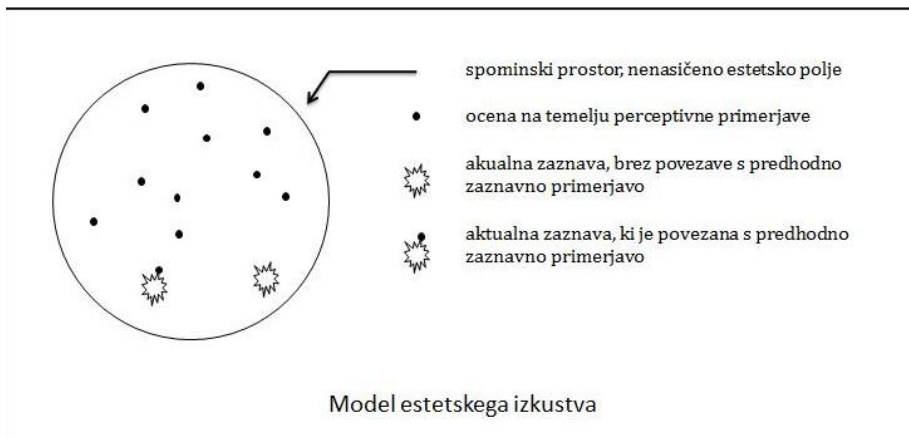 spominski prostor, nenasičeno estetsko polje
ocena na temelju perceptivne primerjave
akualna zaznava, brez povezave s predhodno
zaznavno primerjavo
aktualna zaznava, ki je povezana s predhodno
zaznavno primerjavo
Model estetskega izkustva